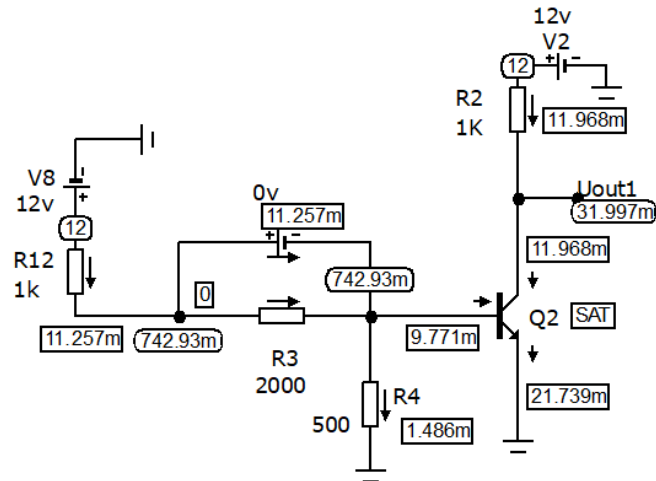 12v
V2
12
+ -
R2
1K
11.968m
V8
12v
-
+
12
0v
11.257m
+ -
Uout1
31.997m
R12
1k
742.93m
11.968m
0
Q2
SAT
11.257m
742.93m
9.771m
R3
2000
R4
500
1.486m
21.739m